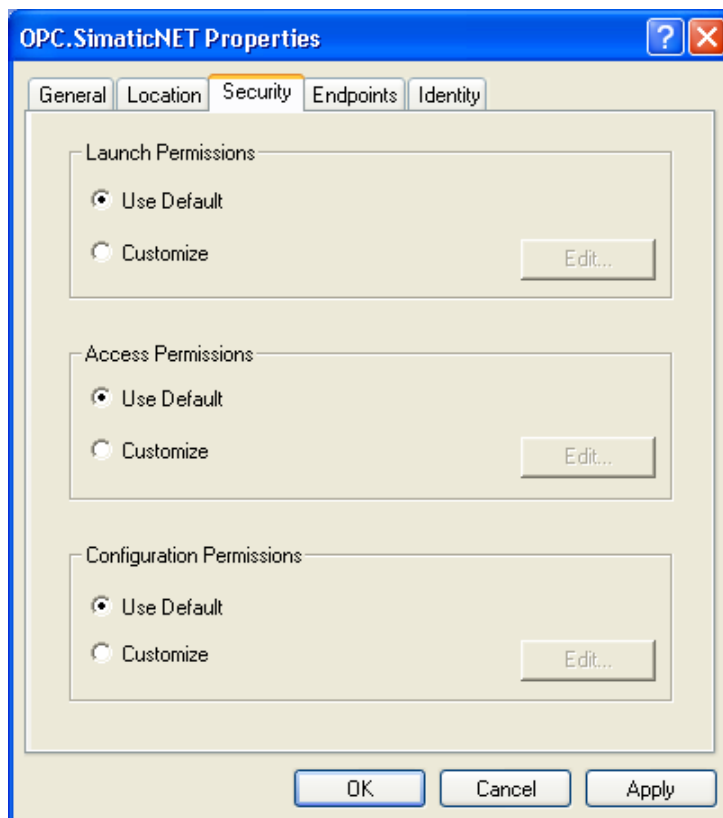 OPC.SimaticNET Properties
General Location Security Endpoints Identity
Launch Permissions
Use Default
Customize
Edit...
Access Permissions
Use Default
Customize
Edit...
Configuration Permissions
Use Default
Customize
Edit...
OK Cancel Apply